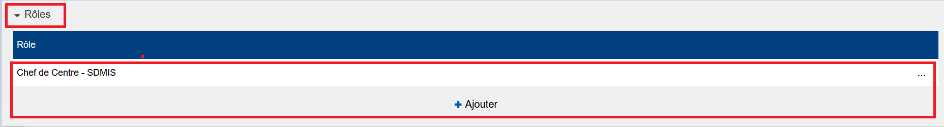 Rôles
Rôle
Chef de Centre - SDMIS ...
Ajouter